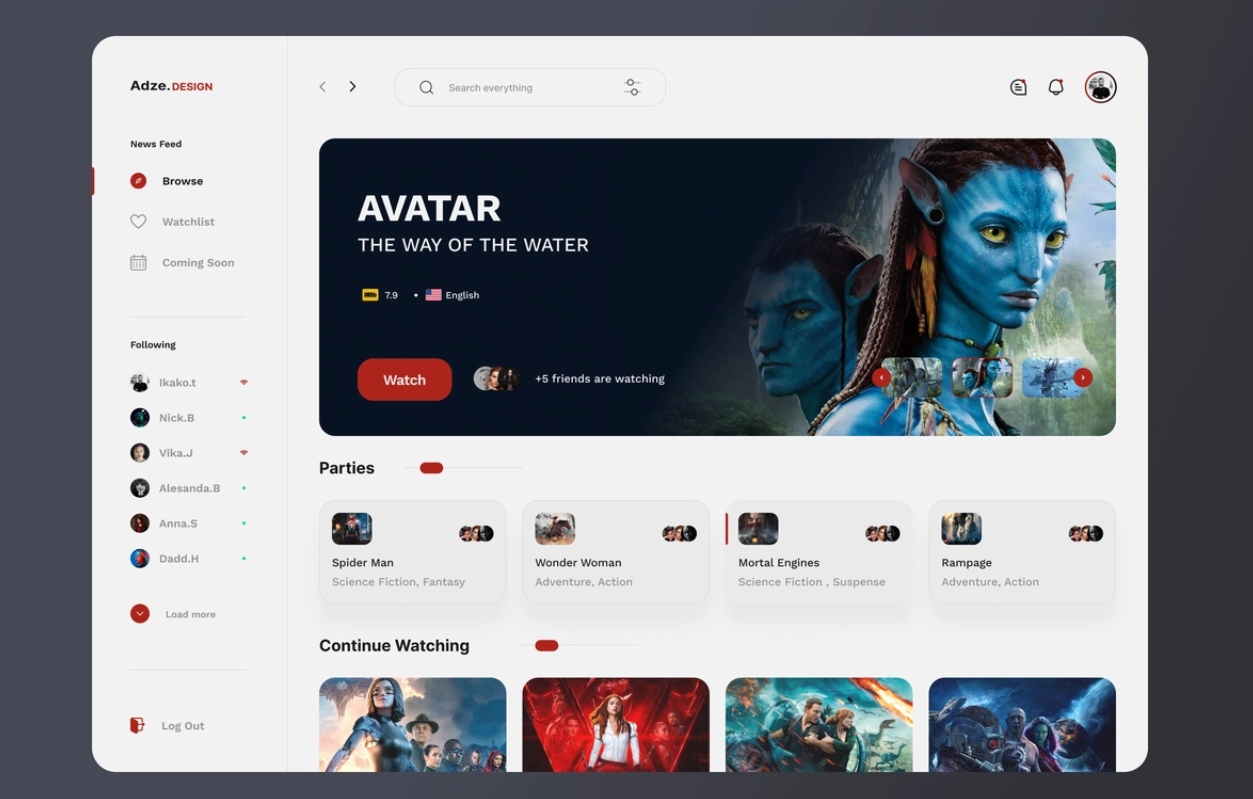 Adze.DESIGN
News Feed
Browse
Watchlist
Coming Soon
Following
Ikako.t
Nick.B
Vika.J
Alesanda.B
Anna.S
Dadd.H
Load more
Log Out
Search everything
AVATAR
THE WAY OF THE WATER
7.9 • English
Watch
+5 friends are watching
Parties
Spider Man
Science Fiction, Fantasy
Wonder Woman
Adventure, Action
Mortal Engines
Science Fiction , Suspense
Rampage
Adventure, Action
Continue Watching